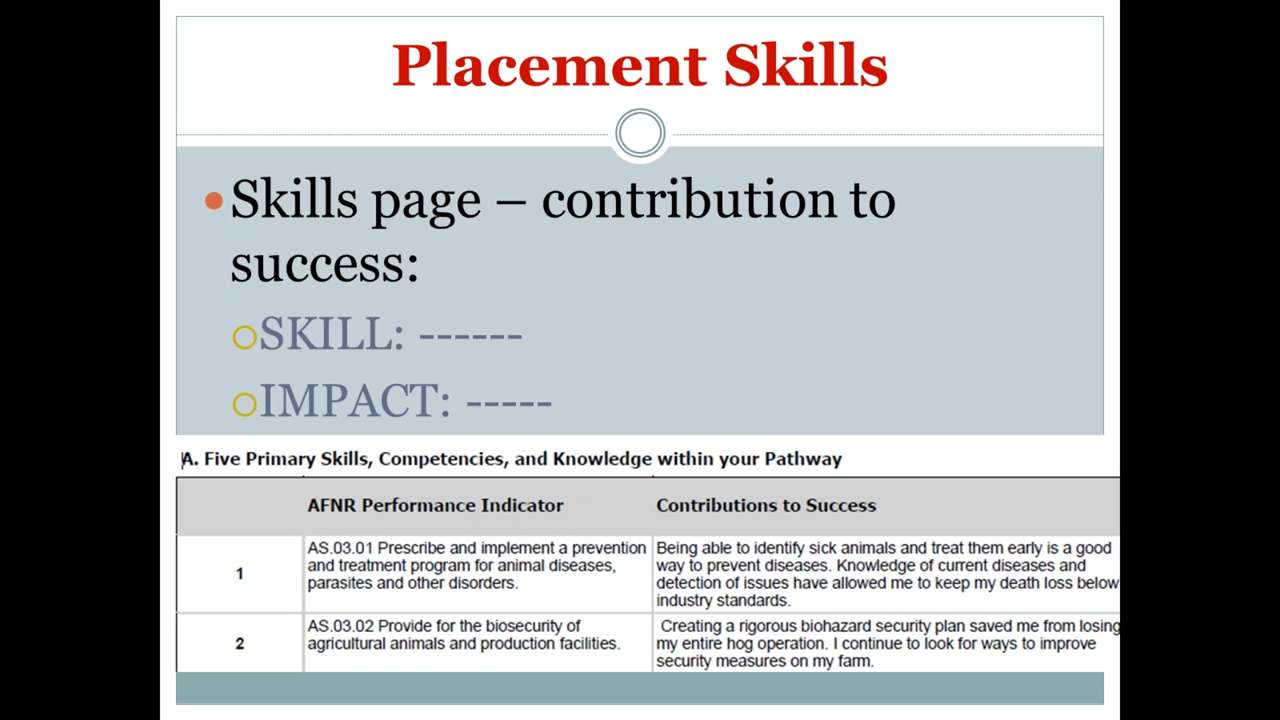 Placement Skills
Skills page – contribution to
success:
SKILL: ------
IMPACT: -----
A. Five Primary Skills, Competencies, and Knowledge within your Pathway
AFNR Performance Indicator
Contributions to Success
1
AS.03.01 Prescribe and implement a prevention
and treatment program for animal diseases,
parasites and other disorders.
Being able to identify sick animals and treat them early is a good
way to prevent diseases. Knowledge of current diseases and
detection of issues have allowed me to keep my death loss below
industry standards.
2
AS.03.02 Provide for the biosecurity of
agricultural animals and production facilities.
Creating a rigorous biohazard security plan saved me from losing
my entire hog operation. I continue to look for ways to improve
security measures on my farm.